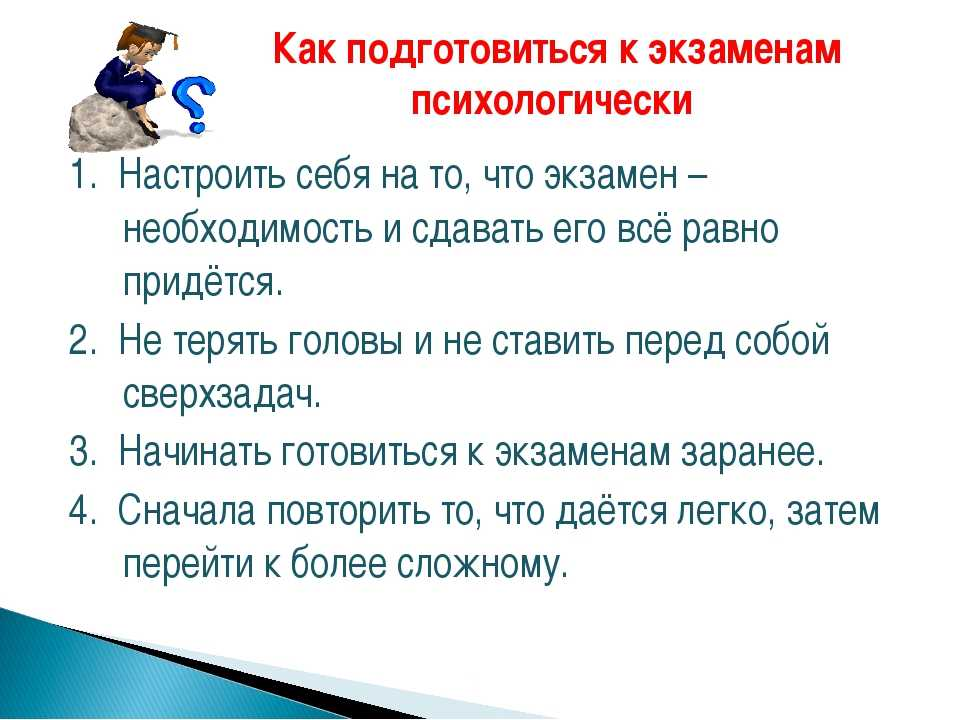 Как подготовиться к экзаменам
психологически
1. Настроить себя на то, что экзамен –
необходимость и сдавать его всё равно
придётся.
2. Не терять головы и не ставить перед собой
сверхзадач.
3. Начинать готовиться к экзаменам заранее.
4. Сначала повторить то, что даётся легко, затем
перейти к более сложному.